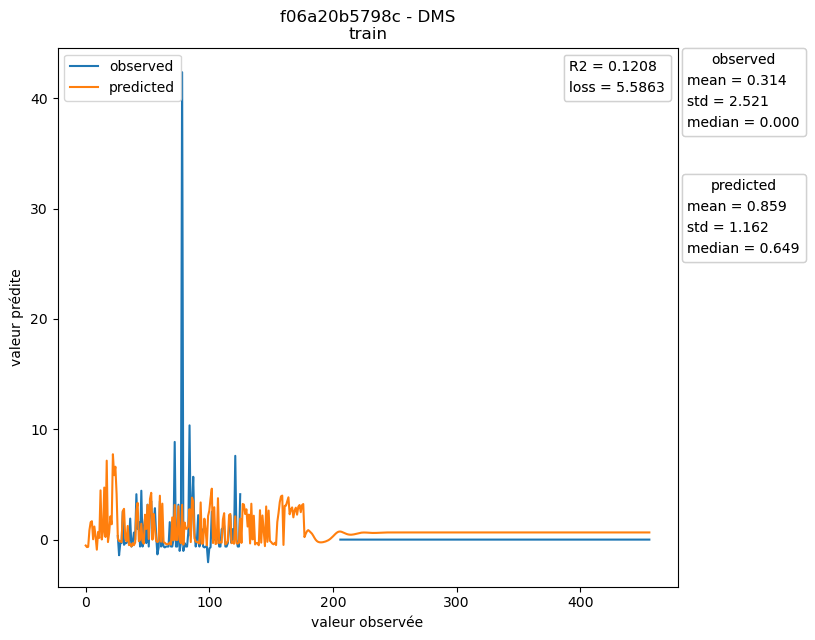 f06a20b5798c - DMS
train
observed
predicted
R2 = 0.1208
loss = 5.5863
observed
mean = 0.314
std = 2.521
median = 0.000
predicted
mean = 0.859
std = 1.162
median = 0.649
valeur prédite
40
30
20
10
0
0
100
200
300
400
valeur observée